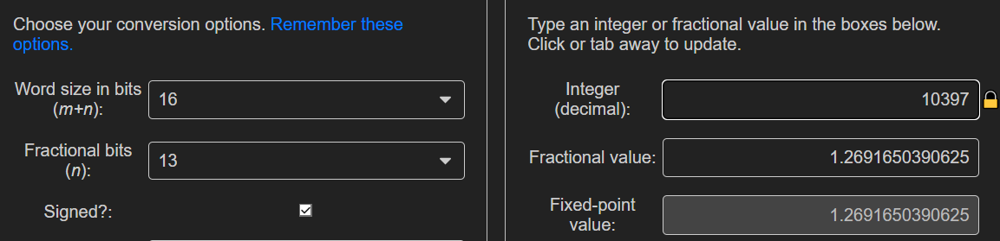 Choose your conversion options. Remember these
options.
Word size in bits
(m+n):
16
Fractional bits
(n):
13
Signed?:
Type an integer or fractional value in the boxes below.
Click or tab away to update.
Integer
(decimal):
10397
Fractional value:
1.2691650390625
Fixed-point
value:
1.2691650390625